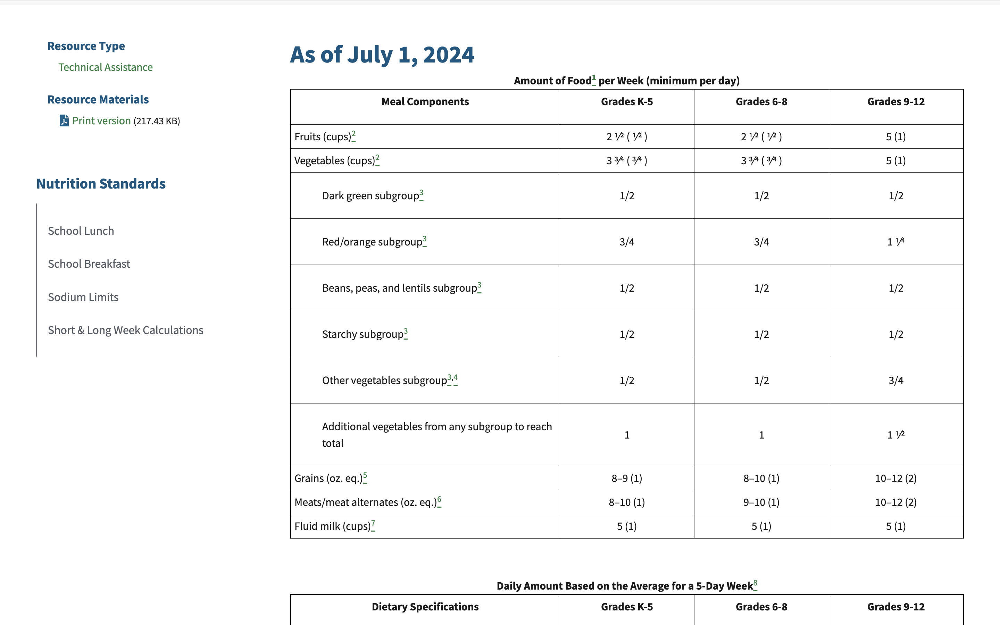 Resource Type
Technical Assistance
Resource Materials
Print version (217.43 KB)
Nutrition Standards
School Lunch
School Breakfast
Sodium Limits
Short & Long Week Calculations
As of July 1, 2024
Amount of Food1 per Week (minimum per day)
Meal Components Grades K-5 Grades 6-8 Grades 9-12
Fruits (cups)2 2 1/2 ( 1/2 ) 2 1/2 ( 1/2 ) 5 (1)
Vegetables (cups)2 3 3/4 ( 3/4 ) 3 3/4 ( 3/4 ) 5 (1)
Dark green subgroup3 1/2 1/2 1/2
Red/orange subgroup3 3/4 3/4 1 1/4
Beans, peas, and lentils subgroup3 1/2 1/2 1/2
Starchy subgroup3 1/2 1/2 1/2
Other vegetables subgroup3,4 1/2 1/2 3/4
Additional vegetables from any subgroup to reach
total 1 1 1 1/2
Grains (oz. eq.)5 8–9 (1) 8–10 (1) 10–12 (2)
Meats/meat alternates (oz. eq.)6 8–10 (1) 9–10 (1) 10–12 (2)
Fluid milk (cups)7 5 (1) 5 (1) 5 (1)
Daily Amount Based on the Average for a 5-Day Week8
Dietary Specifications Grades K-5 Grades 6-8 Grades 9-12